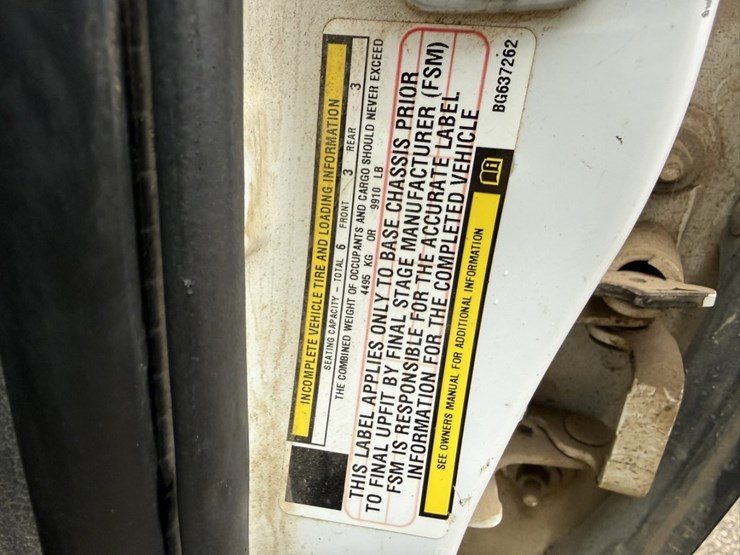 INCOMPLETE VEHICLE TIRE AND LOADING INFORMATION
SEATING CAPACITY - TOTAL 6 FRONT 3 REAR 3
THE COMBINED WEIGHT OF OCCUPANTS AND CARGO SHOULD NEVER EXCEED
4495 KG OR 9910 LB
THIS LABEL APPLIES ONLY TO BASE CHASSIS PRIOR
TO FINAL UPFIT BY FINAL STAGE MANUFACTURER (FSM)
FSM IS RESPONSIBLE FOR THE ACCURATE LABEL.
INFORMATION FOR THE COMPLETED VEHICLE
SEE OWNERS MANUAL FOR ADDITIONAL INFORMATION
BG637262